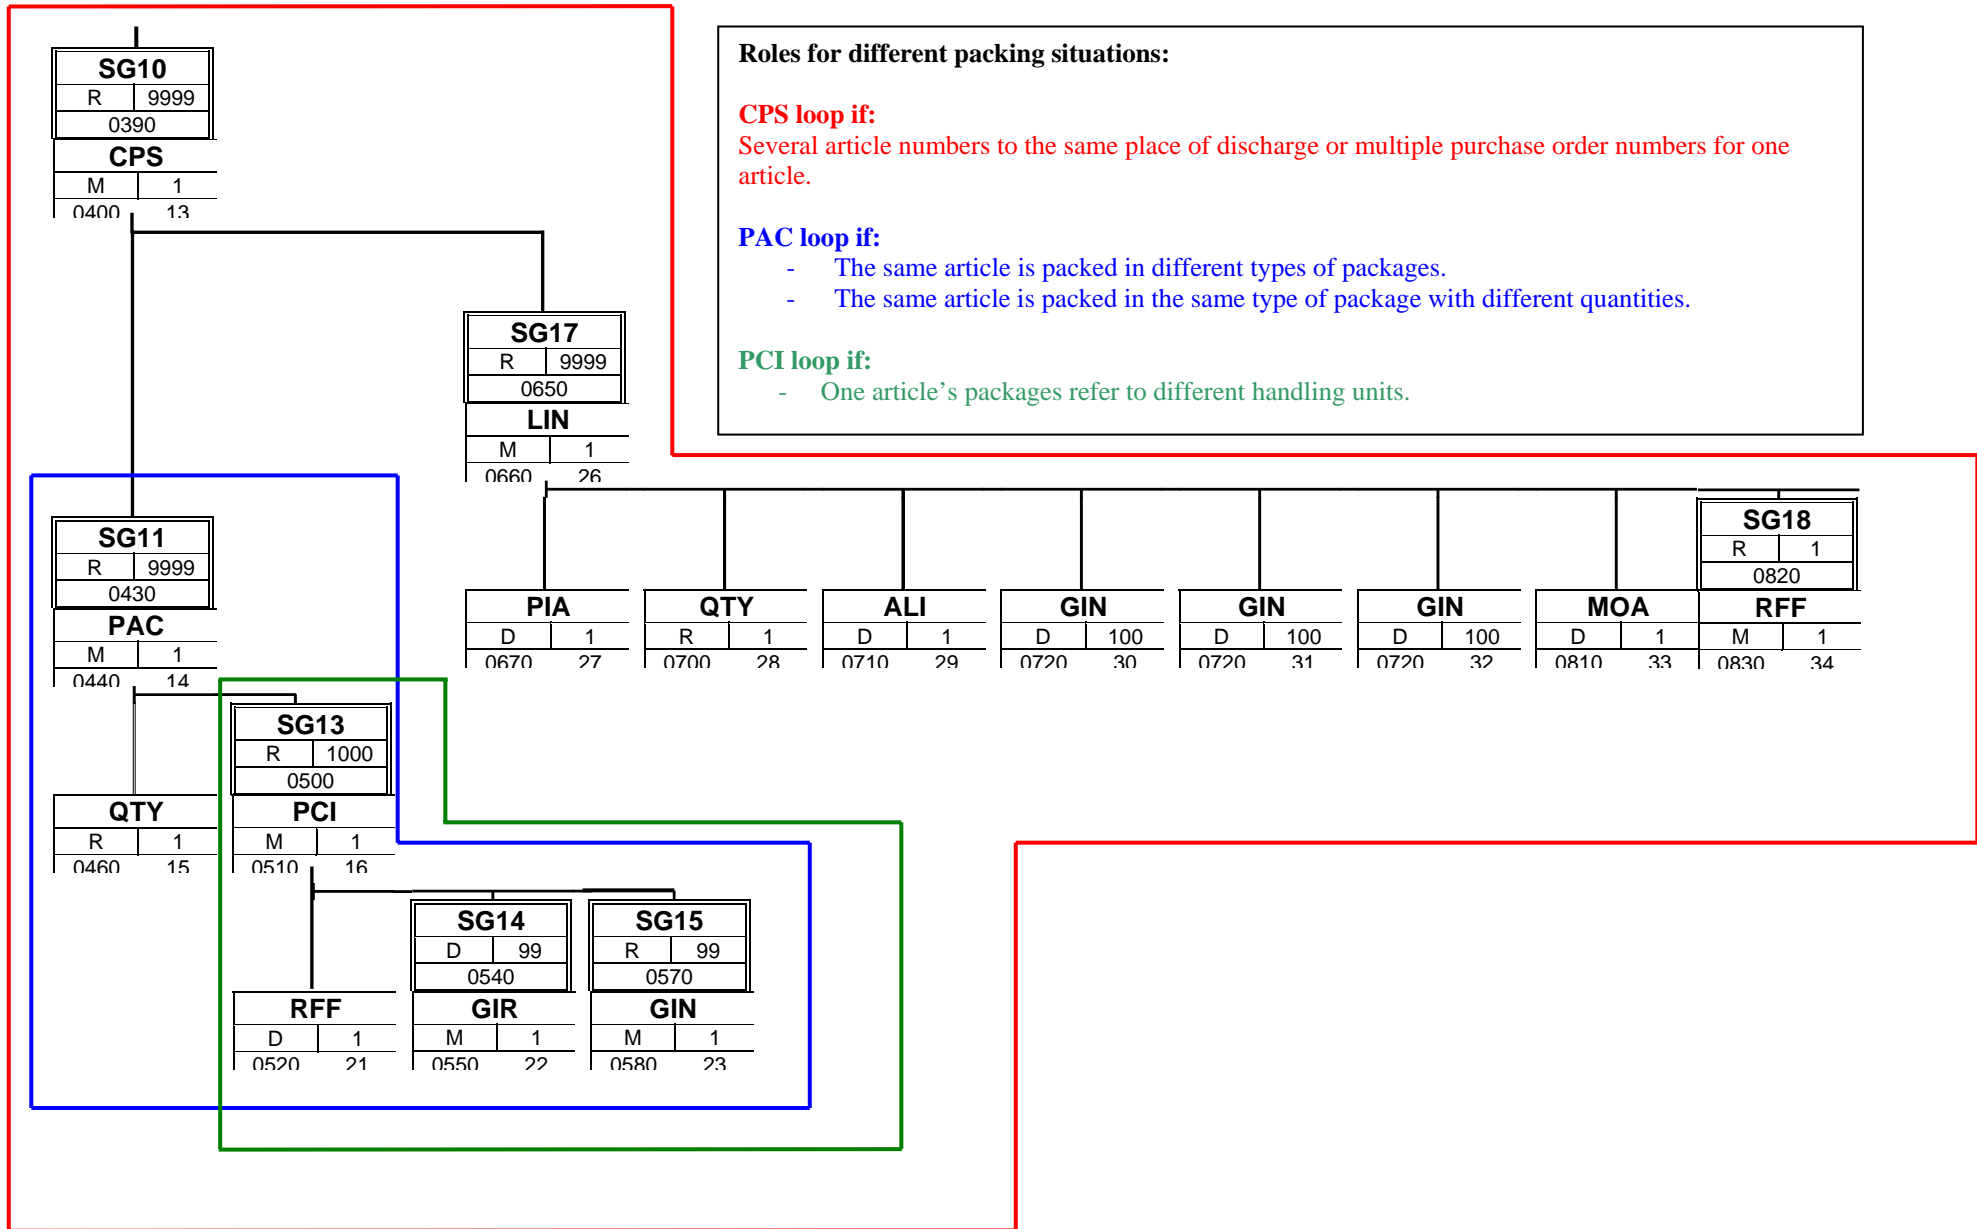 SG10
R 9999
0390
CPS
M 1
0400 13
Roles for different packing situations:
CPS loop if:
Several article numbers to the same place of discharge or multiple purchase order numbers for one
article.
PAC loop if:
- The same article is packed in different types of packages.
- The same article is packed in the same type of package with different quantities.
PCI loop if:
- One article’s packages refer to different handling units.
SG17
R 9999
0650
LIN
M 1
0660 26
SG11
R 9999
0430
PAC
M 1
0440 14
SG18
R 1
0820
PIA QTY ALI GIN GIN GIN MOA RFF
D 1 R 1 D 1 D 100 D 100 D 100 D 1 M 1
0670 27 0700 28 0710 29 0720 30 0720 31 0720 32 0810 33 0830 34
SG13
R 1000
0500
QTY PCI
R 1 M 1
0460 15 0510 16
SG14 SG15
D 99 R 99
0540 0570
RFF GIR GIN
D 1 M 1 M 1
0520 21 0550 22 0580 23